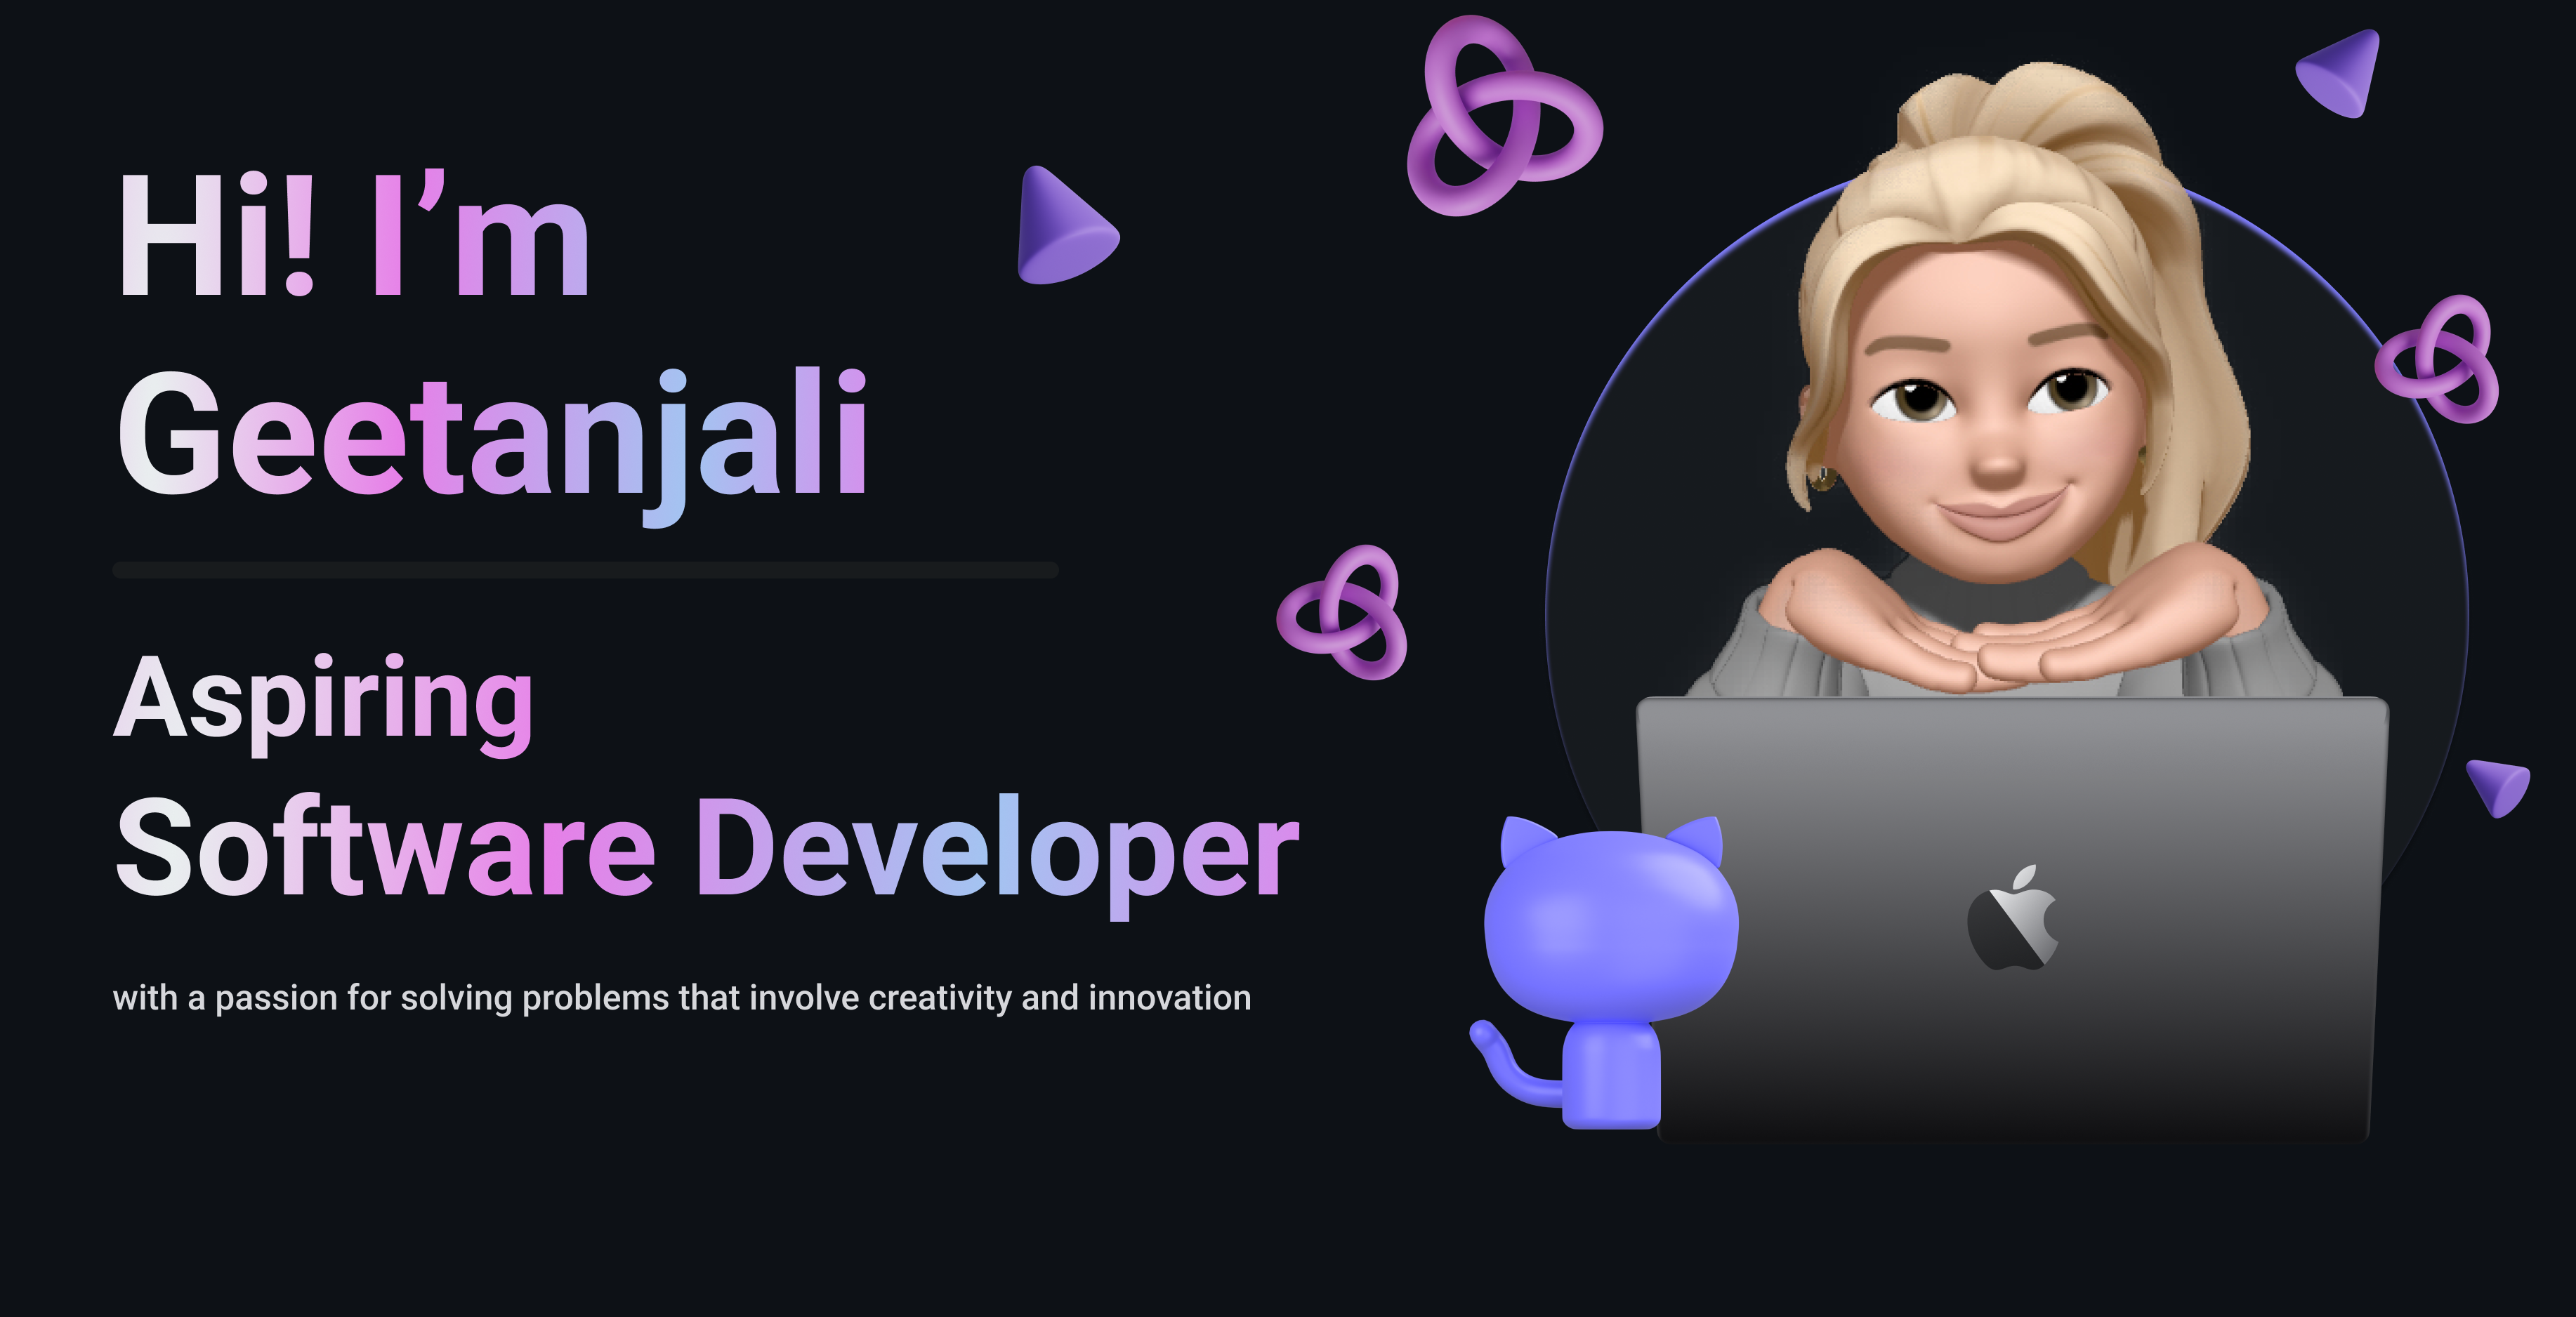 Hi! I’m
Geetanjali
Aspiring
Software Developer
with a passion for solving problems that involve creativity and innovation